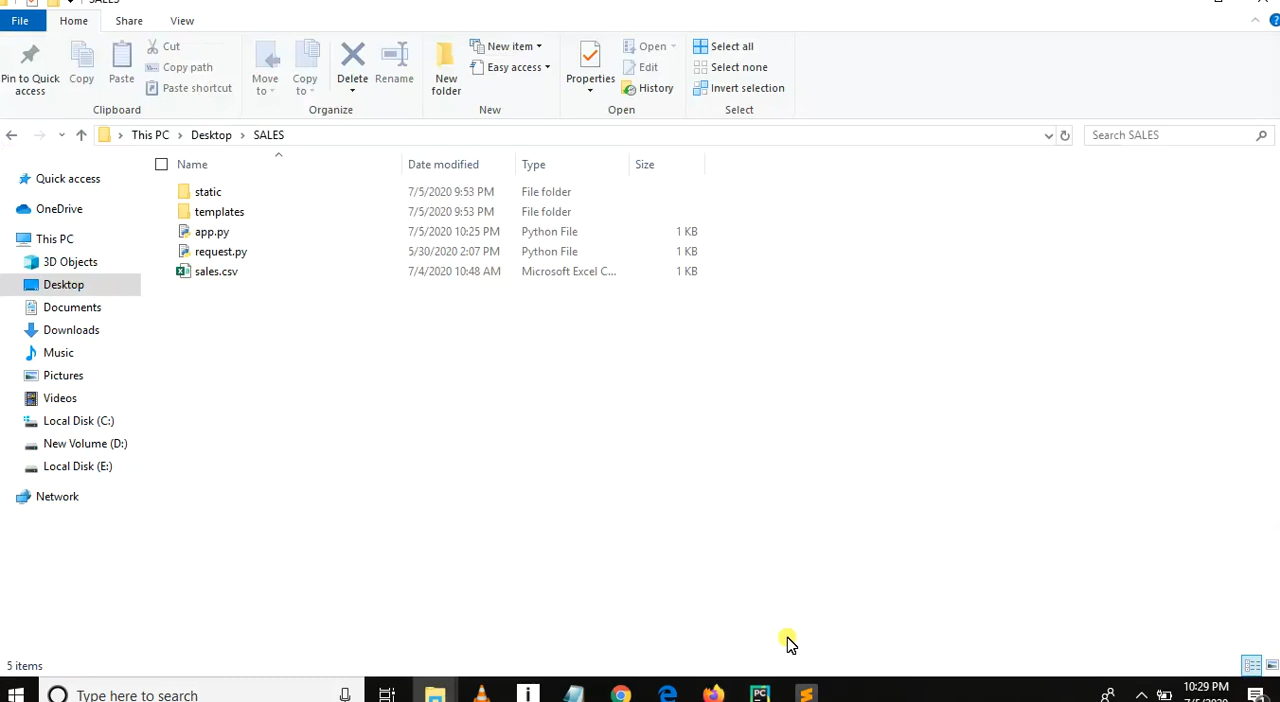 SALES
File Home Share View
Pin to Quick access
Copy
Paste
Cut
Copy path
Paste shortcut
Clipboard
Move to
Copy to
Delete
Rename
Organize
New folder
New item
Easy access
New
Properties
Open
Edit
History
Open
Select all
Select none
Invert selection
Select
This PC > Desktop > SALES
Search SALES
Name Date modified Type Size
static 7/5/2020 9:53 PM File folder
templates 7/5/2020 9:53 PM File folder
app.py 7/5/2020 10:25 PM Python File 1 KB
request.py 5/30/2020 2:07 PM Python File 1 KB
sales.csv 7/4/2020 10:48 AM Microsoft Excel C... 1 KB
Quick access
OneDrive
This PC
3D Objects
Desktop
Documents
Downloads
Music
Pictures
Videos
Local Disk (C:)
New Volume (D:)
Local Disk (E:)
Network
5 items
Type here to search
PC
10:29 PM
7/5/2020